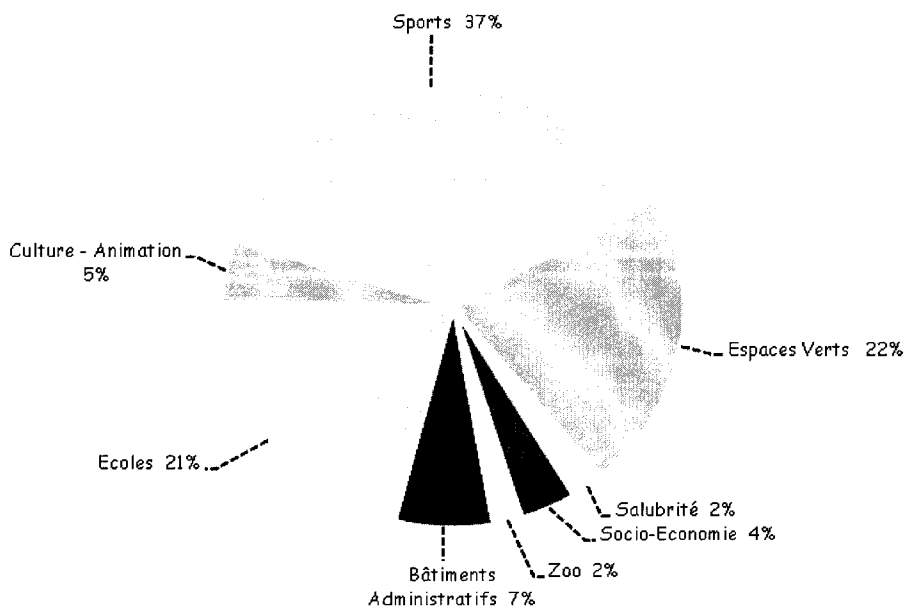 Sports 37%
Culture - Animation
5%
Espaces Verts 22%
Ecoles 21%
Salubrité 2%
Socio-Economie 4%
Zoo 2%
Bâtiments
Administratifs 7%